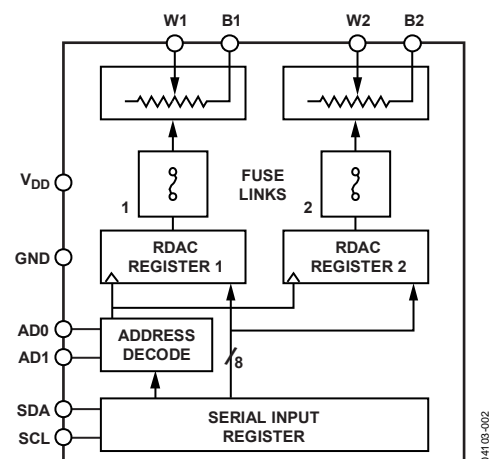 W1 B1 W2 B2
V_DD
FUSE
LINKS
1
2
GND
RDAC
REGISTER 1
RDAC
REGISTER 2
AD0
AD1
ADDRESS
DECODE
8
SDA
SCL
SERIAL INPUT
REGISTER
04103-002